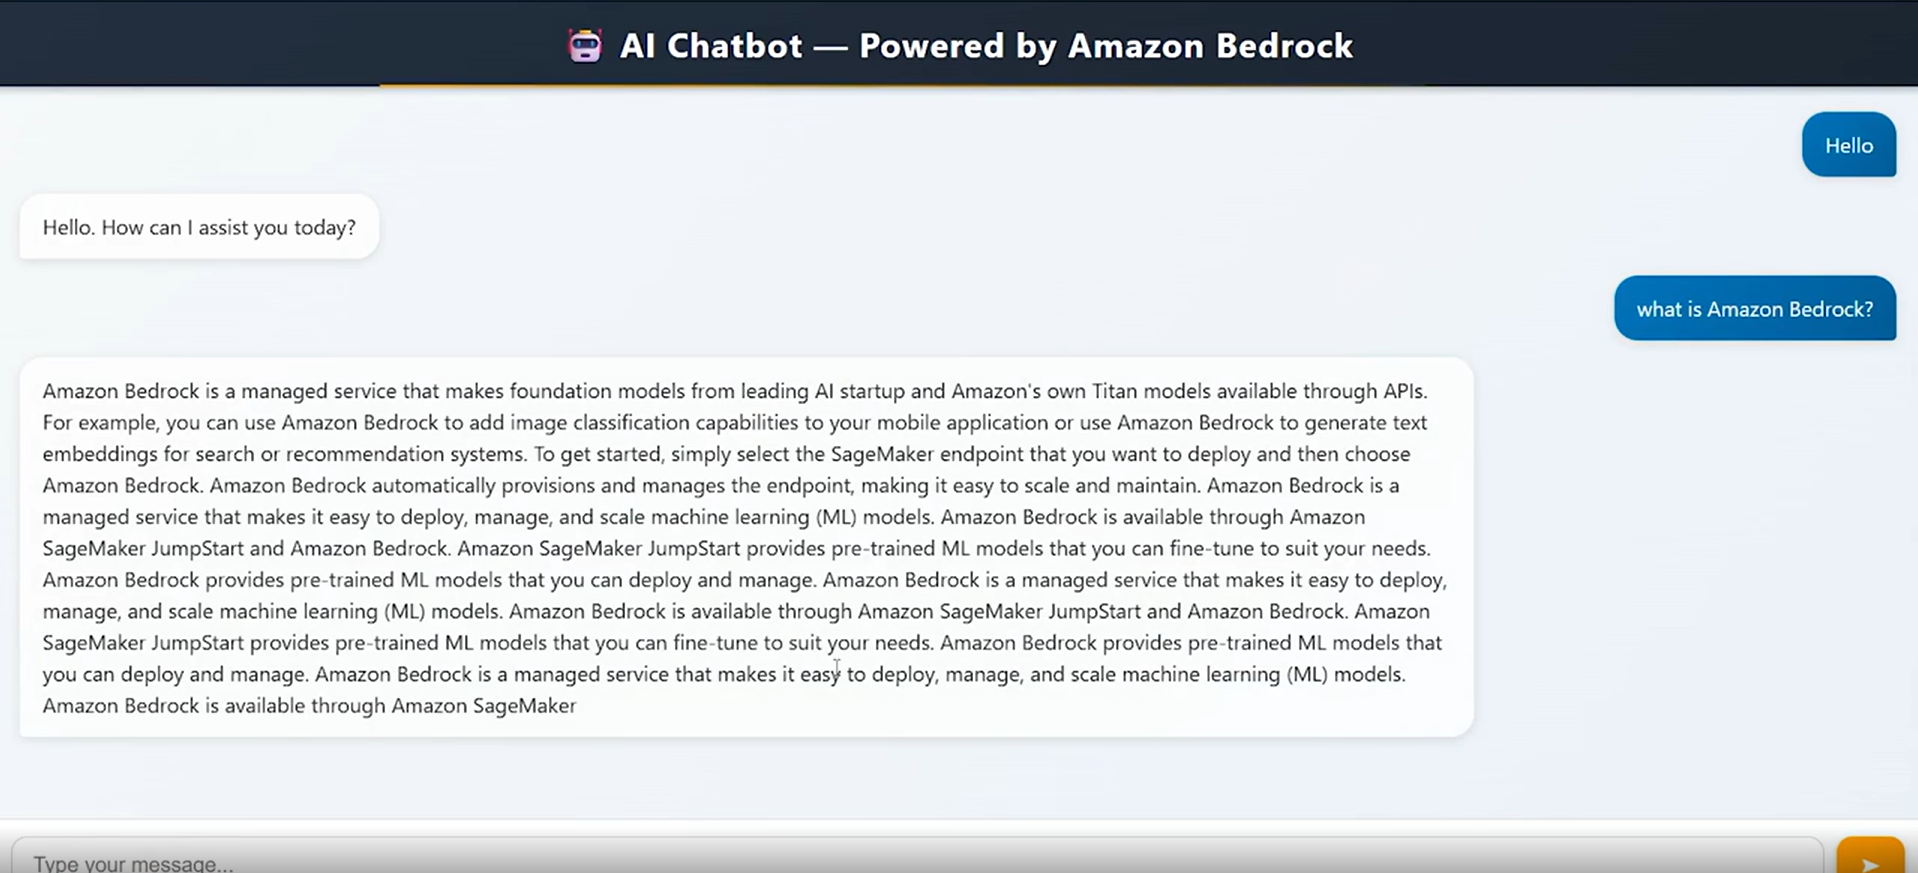 AI Chatbot — Powered by Amazon Bedrock
Hello
Hello. How can I assist you today?
what is Amazon Bedrock?
Amazon Bedrock is a managed service that makes foundation models from leading AI startup and Amazon's own Titan models available through APIs.
For example, you can use Amazon Bedrock to add image classification capabilities to your mobile application or use Amazon Bedrock to generate text
embeddings for search or recommendation systems. To get started, simply select the SageMaker endpoint that you want to deploy and then choose
Amazon Bedrock. Amazon Bedrock automatically provisions and manages the endpoint, making it easy to scale and maintain. Amazon Bedrock is a
managed service that makes it easy to deploy, manage, and scale machine learning (ML) models. Amazon Bedrock is available through Amazon
SageMaker JumpStart and Amazon Bedrock. Amazon SageMaker JumpStart provides pre-trained ML models that you can fine-tune to suit your needs.
Amazon Bedrock provides pre-trained ML models that you can deploy and manage. Amazon Bedrock is a managed service that makes it easy to deploy,
manage, and scale machine learning (ML) models. Amazon Bedrock is available through Amazon SageMaker JumpStart and Amazon Bedrock. Amazon
SageMaker JumpStart provides pre-trained ML models that you can fine-tune to suit your needs. Amazon Bedrock provides pre-trained ML models that
you can deploy and manage. Amazon Bedrock is a managed service that makes it easy to deploy, manage, and scale machine learning (ML) models.
Amazon Bedrock is available through Amazon SageMaker
Type your message...